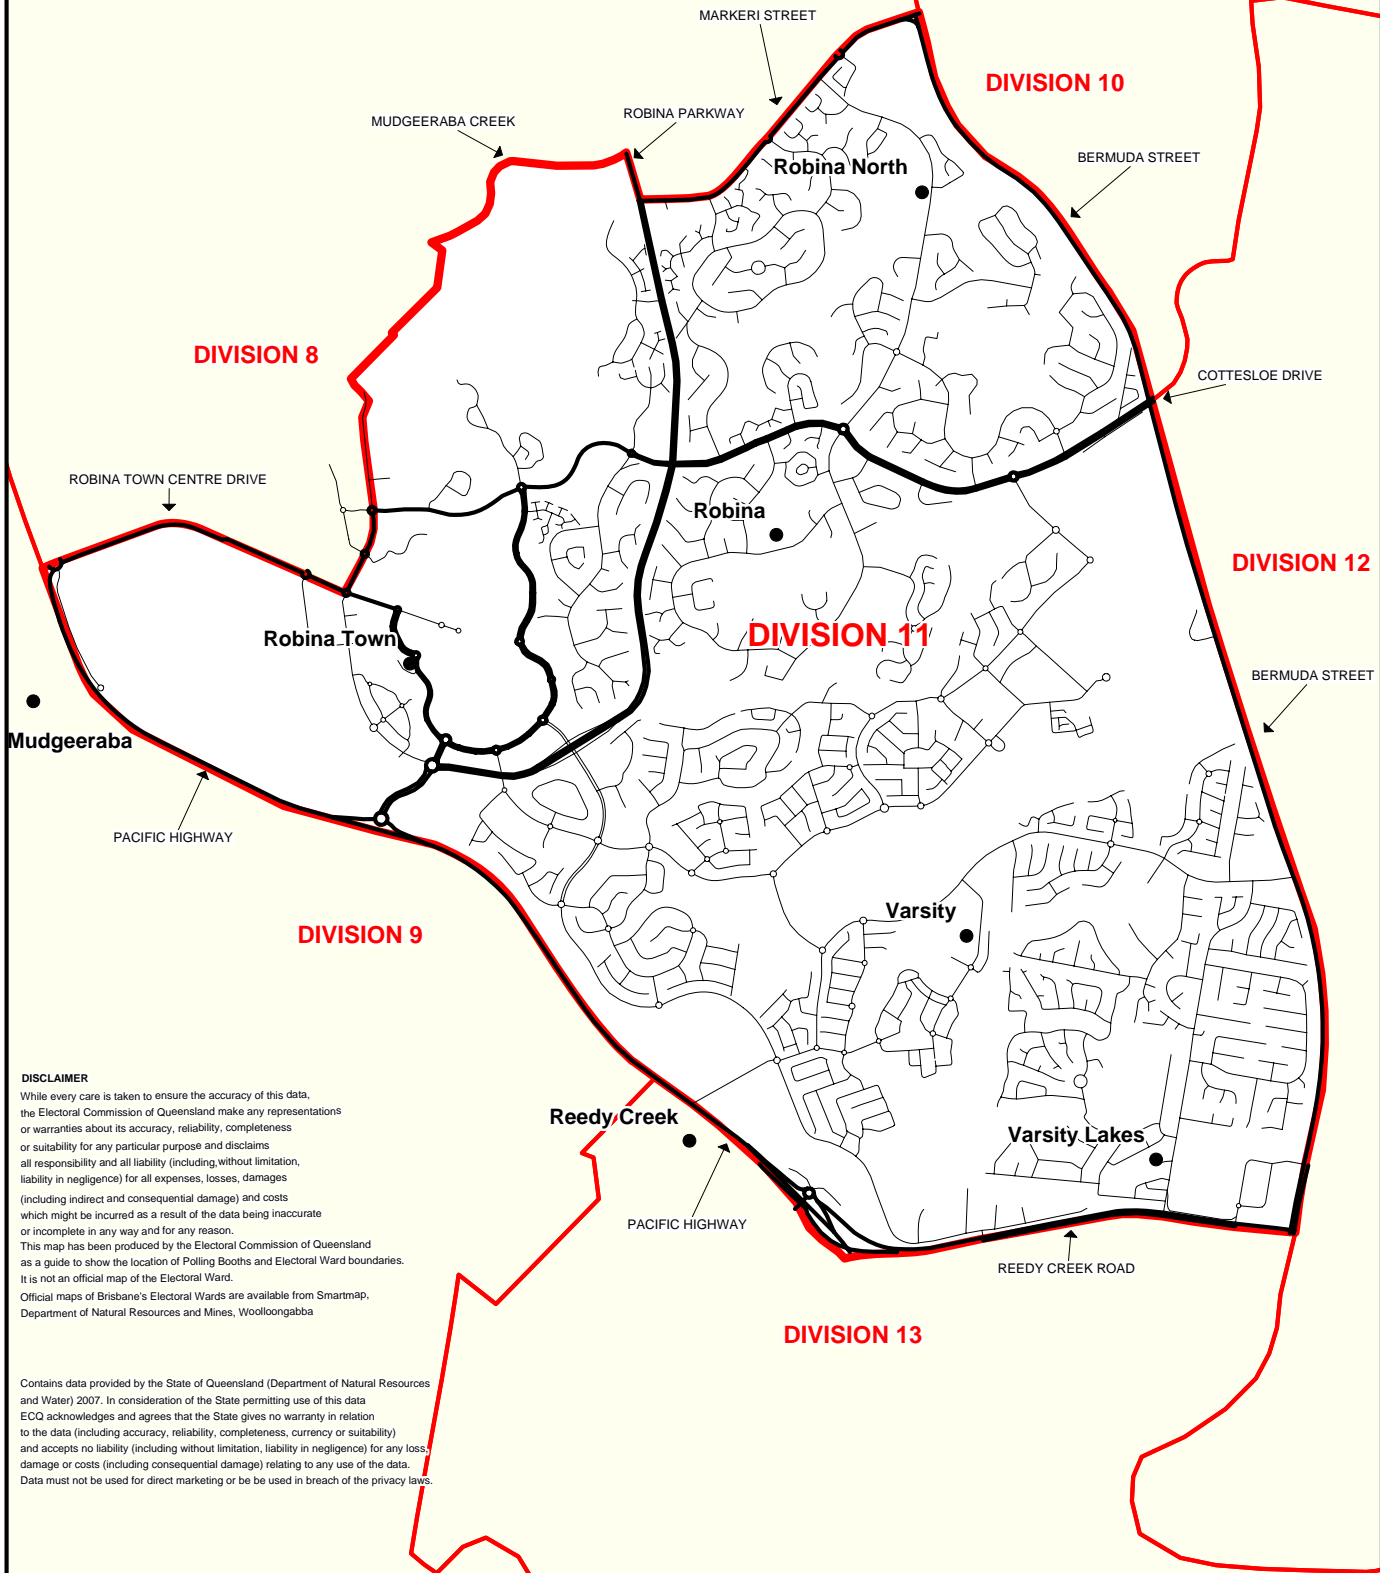 MARKERI STREET
DIVISION 10
ROBINA PARKWAY
MUDGEERABA CREEK
BERMUDA STREET
Robina North
DIVISION 8
COTTESLOE DRIVE
ROBINA TOWN CENTRE DRIVE
Robina
DIVISION 12
DIVISION 11
Robina Town
BERMUDA STREET
Mudgeeraba
PACIFIC HIGHWAY
Varsity
DIVISION 9
DISCLAIMER
While every care is taken to ensure the accuracy of this data,
the Electoral Commission of Queensland make any representations
or warranties about its accuracy, reliability, completeness
or suitability for any particular purpose and disclaims
all responsibility and all liability (including,without limitation,
liability in negligence) for all expenses, losses, damages
(including indirect and consequential damage) and costs
which might be incurred as a result of the data being inaccurate
or incomplete in any way and for any reason.
This map has been produced by the Electoral Commission of Queensland
as a guide to show the location of Polling Booths and Electoral Ward boundaries.
It is not an official map of the Electoral Ward.
Official maps of Brisbane's Electoral Wards are available from Smartmap,
Department of Natural Resources and Mines, Woolloongabba
Reedy Creek
Varsity Lakes
PACIFIC HIGHWAY
REEDY CREEK ROAD
DIVISION 13
Contains data provided by the State of Queensland (Department of Natural Resources
and Water) 2007. In consideration of the State permitting use of this data
ECQ acknowledges and agrees that the State gives no warranty in relation
to the data (including accuracy, reliability, completeness, currency or suitability)
and accepts no liability (including without limitation, liability in negligence) for any loss,
damage or costs (including consequential damage) relating to any use of the data.
Data must not be used for direct marketing or be be used in breach of the privacy laws.